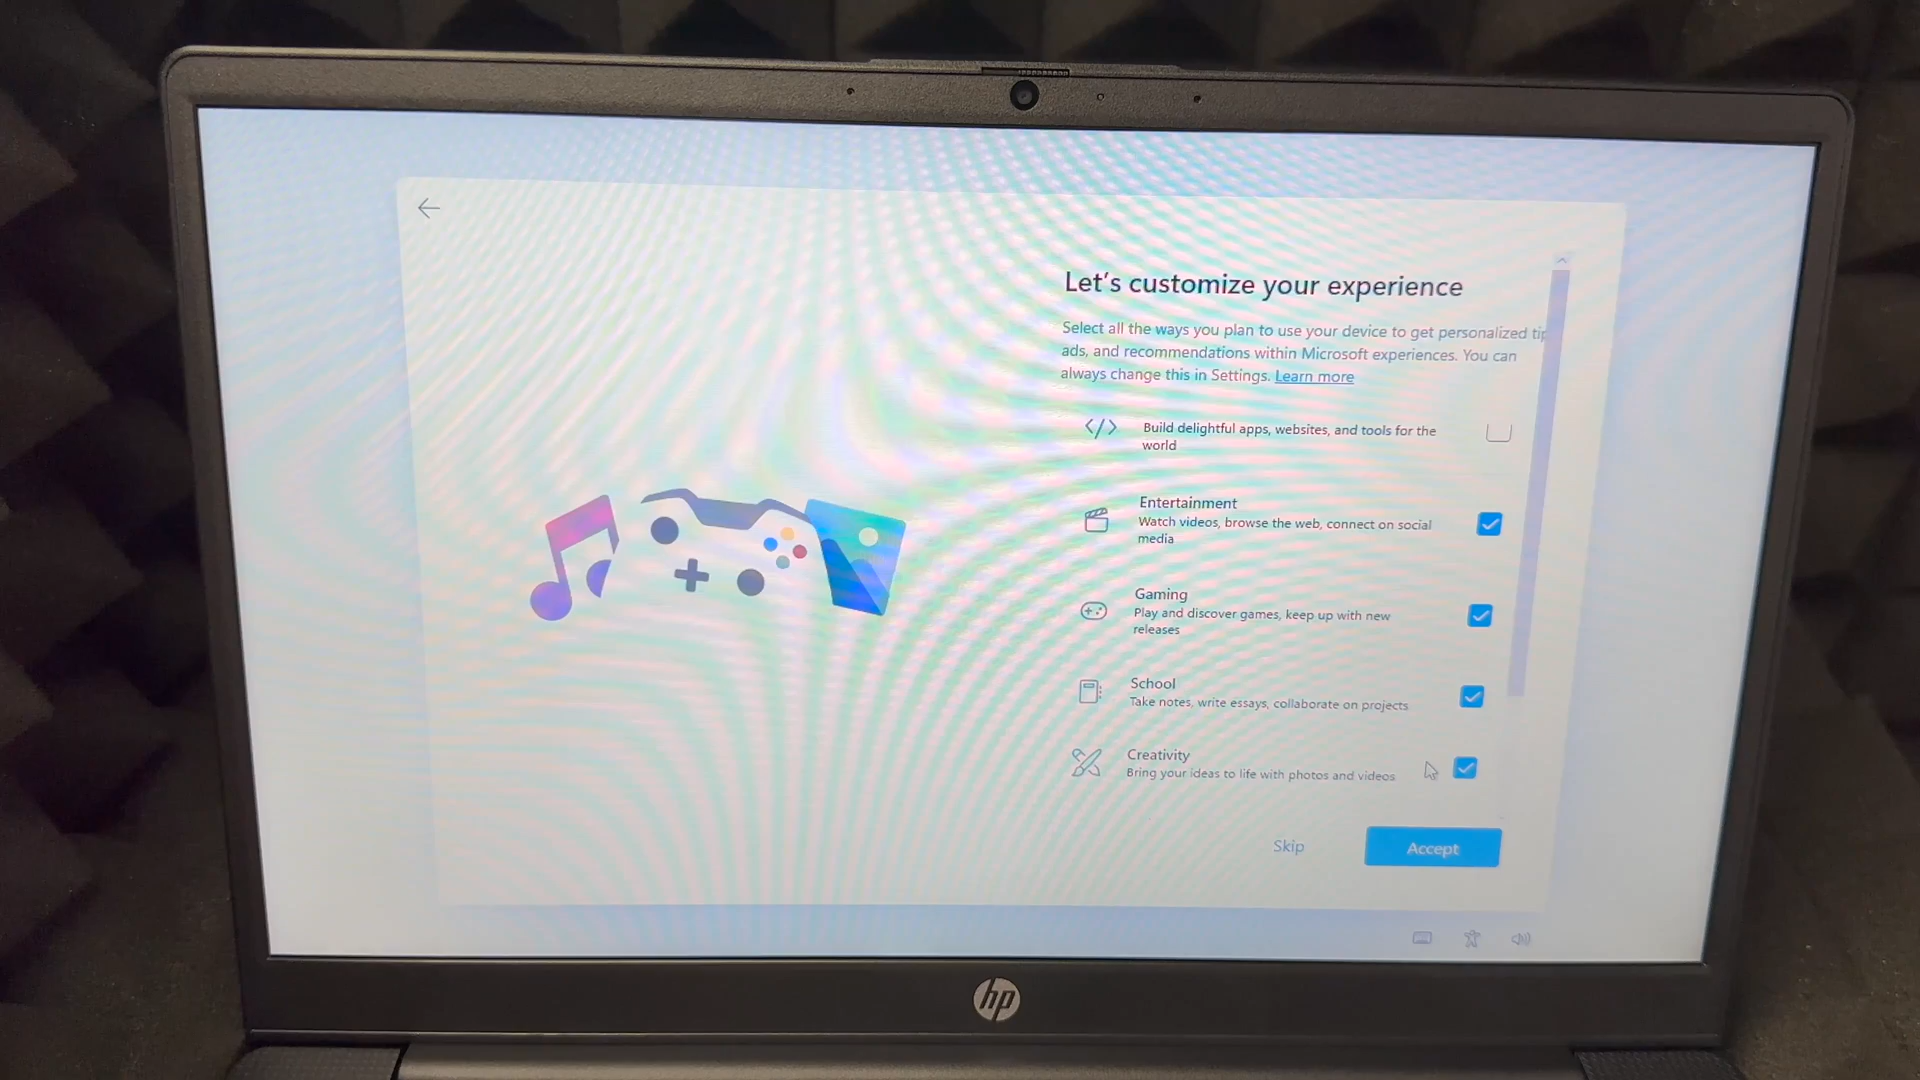 Let's customize your experience
Select all the ways you plan to use your device to get personalized
ads, and recommendations within Microsoft experiences. You can
always change this in Settings. Learn more
Build delightful apps, websites, and tools for the
world
Entertainment
Watch videos, browse the web, connect on social
media
Gaming
Play and discover games, keep up with new
releases
School
Take notes, write essays, collaborate on projects
Creativity
Bring your ideas to life with photos and videos
Skip
Accept
hp